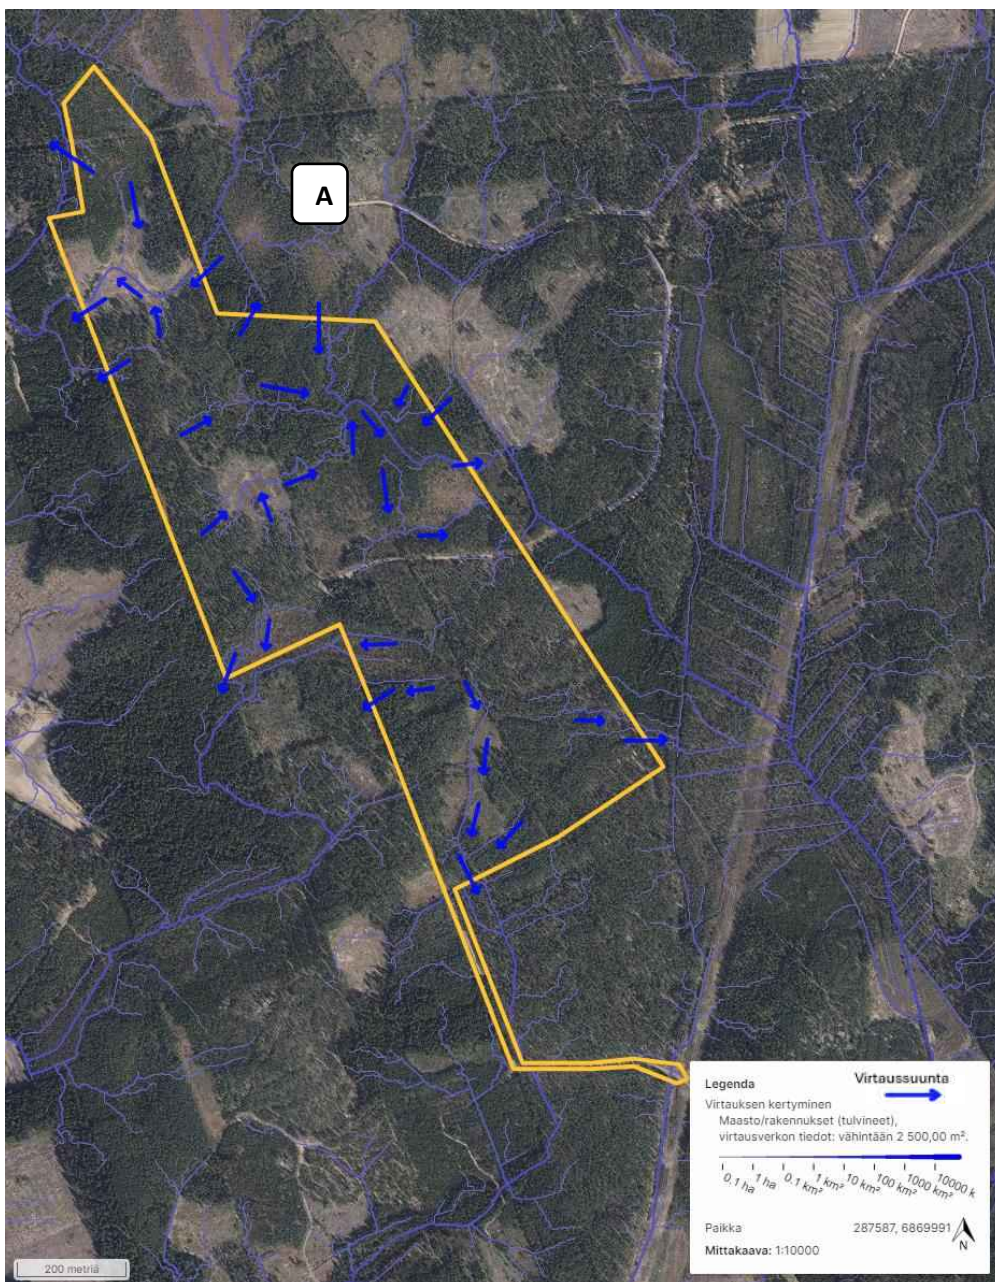 A
Legenda
Virtaussuunta
Virtauksen kertyminen
Maasto/rakennukset (tulvineet),
virtausverkon tiedot: vähintään 2 500,00 m².
0,1 ha
1 ha
0,1 km²
1 km²
10 km²
100 km²
1000 km²
10000 k
Paikka 287587, 6869991
Mittakaava: 1:10000
N
200 metriä